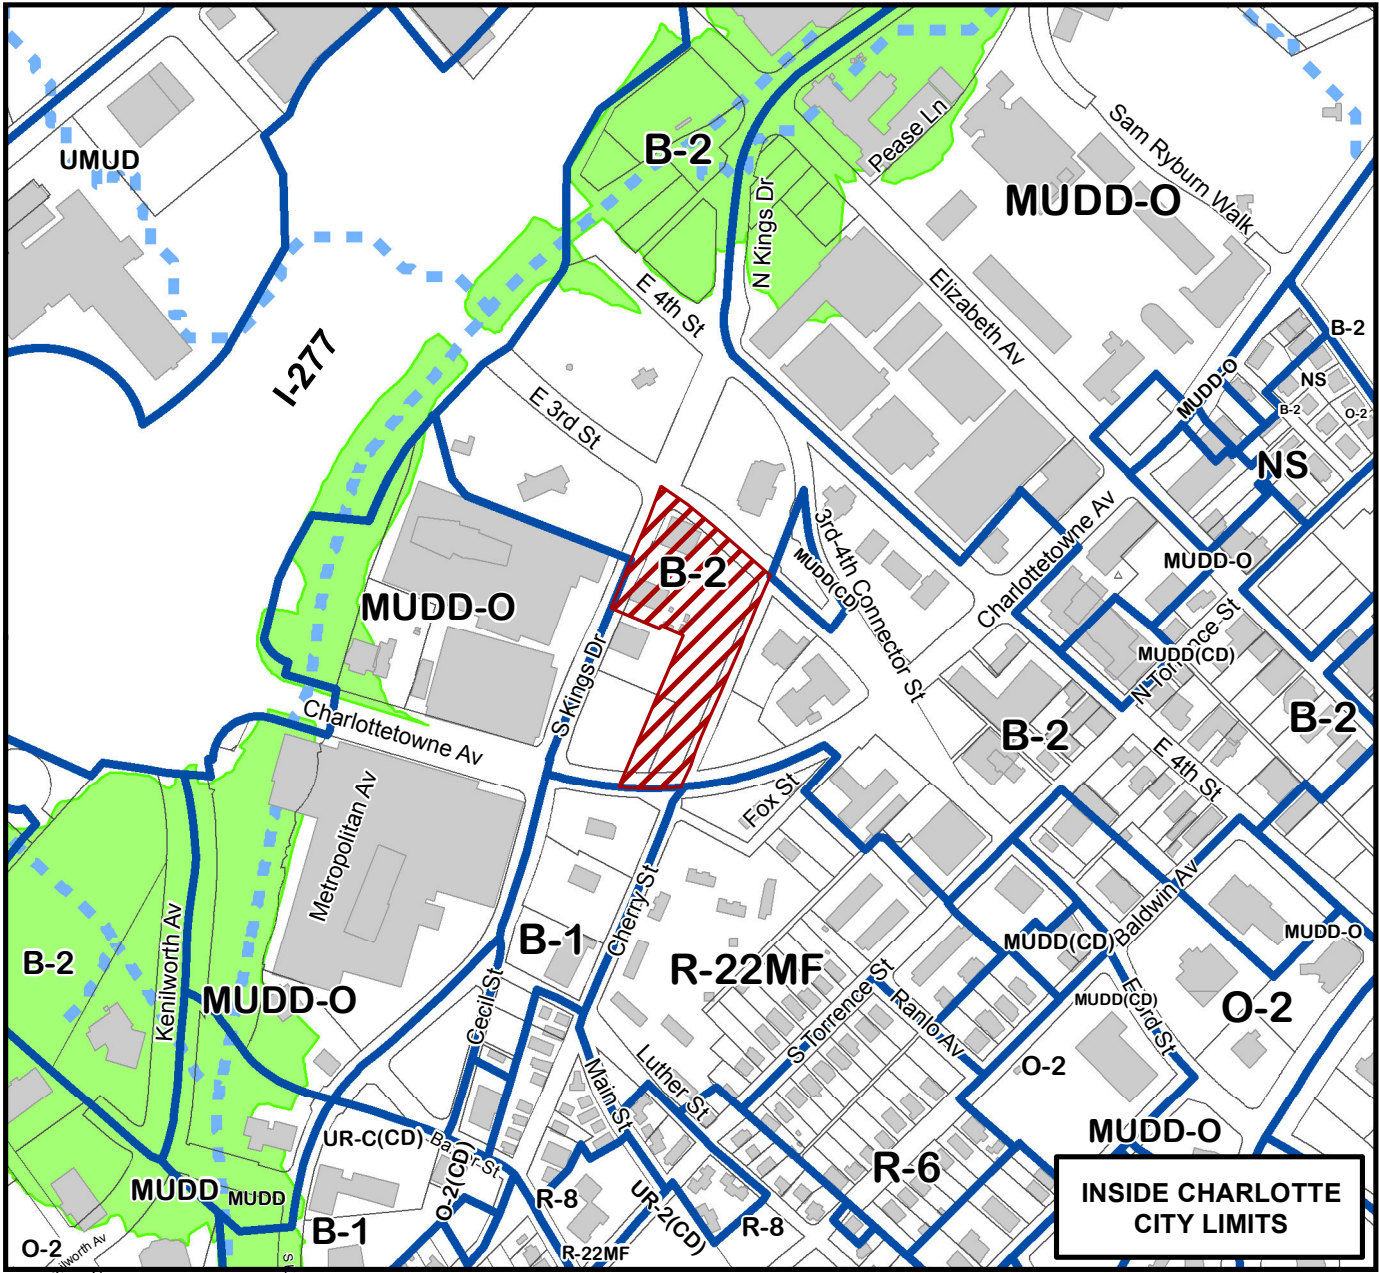 UMUD
B-2
Pease Ln
Sam Ryburn Walk
MUDD-O
N Kings Dr
E 4th St
Elizabeth Av
I-277
B-2
NS
MUDD-O
B-2
O-2
E 3rd St
NS
B-2
3rd-4th Connector St
MUDD(CD)
Charlottetowne Av
MUDD-O
MUDD-O
S Kings Dr
N Torrence St
MUDD(CD)
Charlottetowne Av
B-2
B-2
E 4th St
Metropolitan Av
Fox St
Kenilworth Av
B-2
MUDD-O
B-1
Cherry St
R-22MF
Cecil St
S Torrence St
Ranlo Av
MUDD(CD)
Baldwin Av
MUDD-O
MUDD(CD)
E 3rd St
O-2
O-2
Main St
Luther St
MUDD-O
UR-C(CD)
Baxter St
O-2(CD)
MUDD
MUDD
B-1
R-8
UR-2(CD)
R-8
R-6
R-22MF
O-2
INSIDE CHARLOTTE
CITY LIMITS